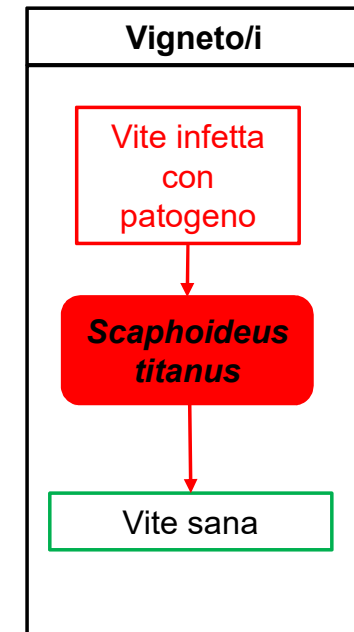 Vigneto/i
Vite infetta
con
patogeno
Scaphoideus
titanus
Vite sana